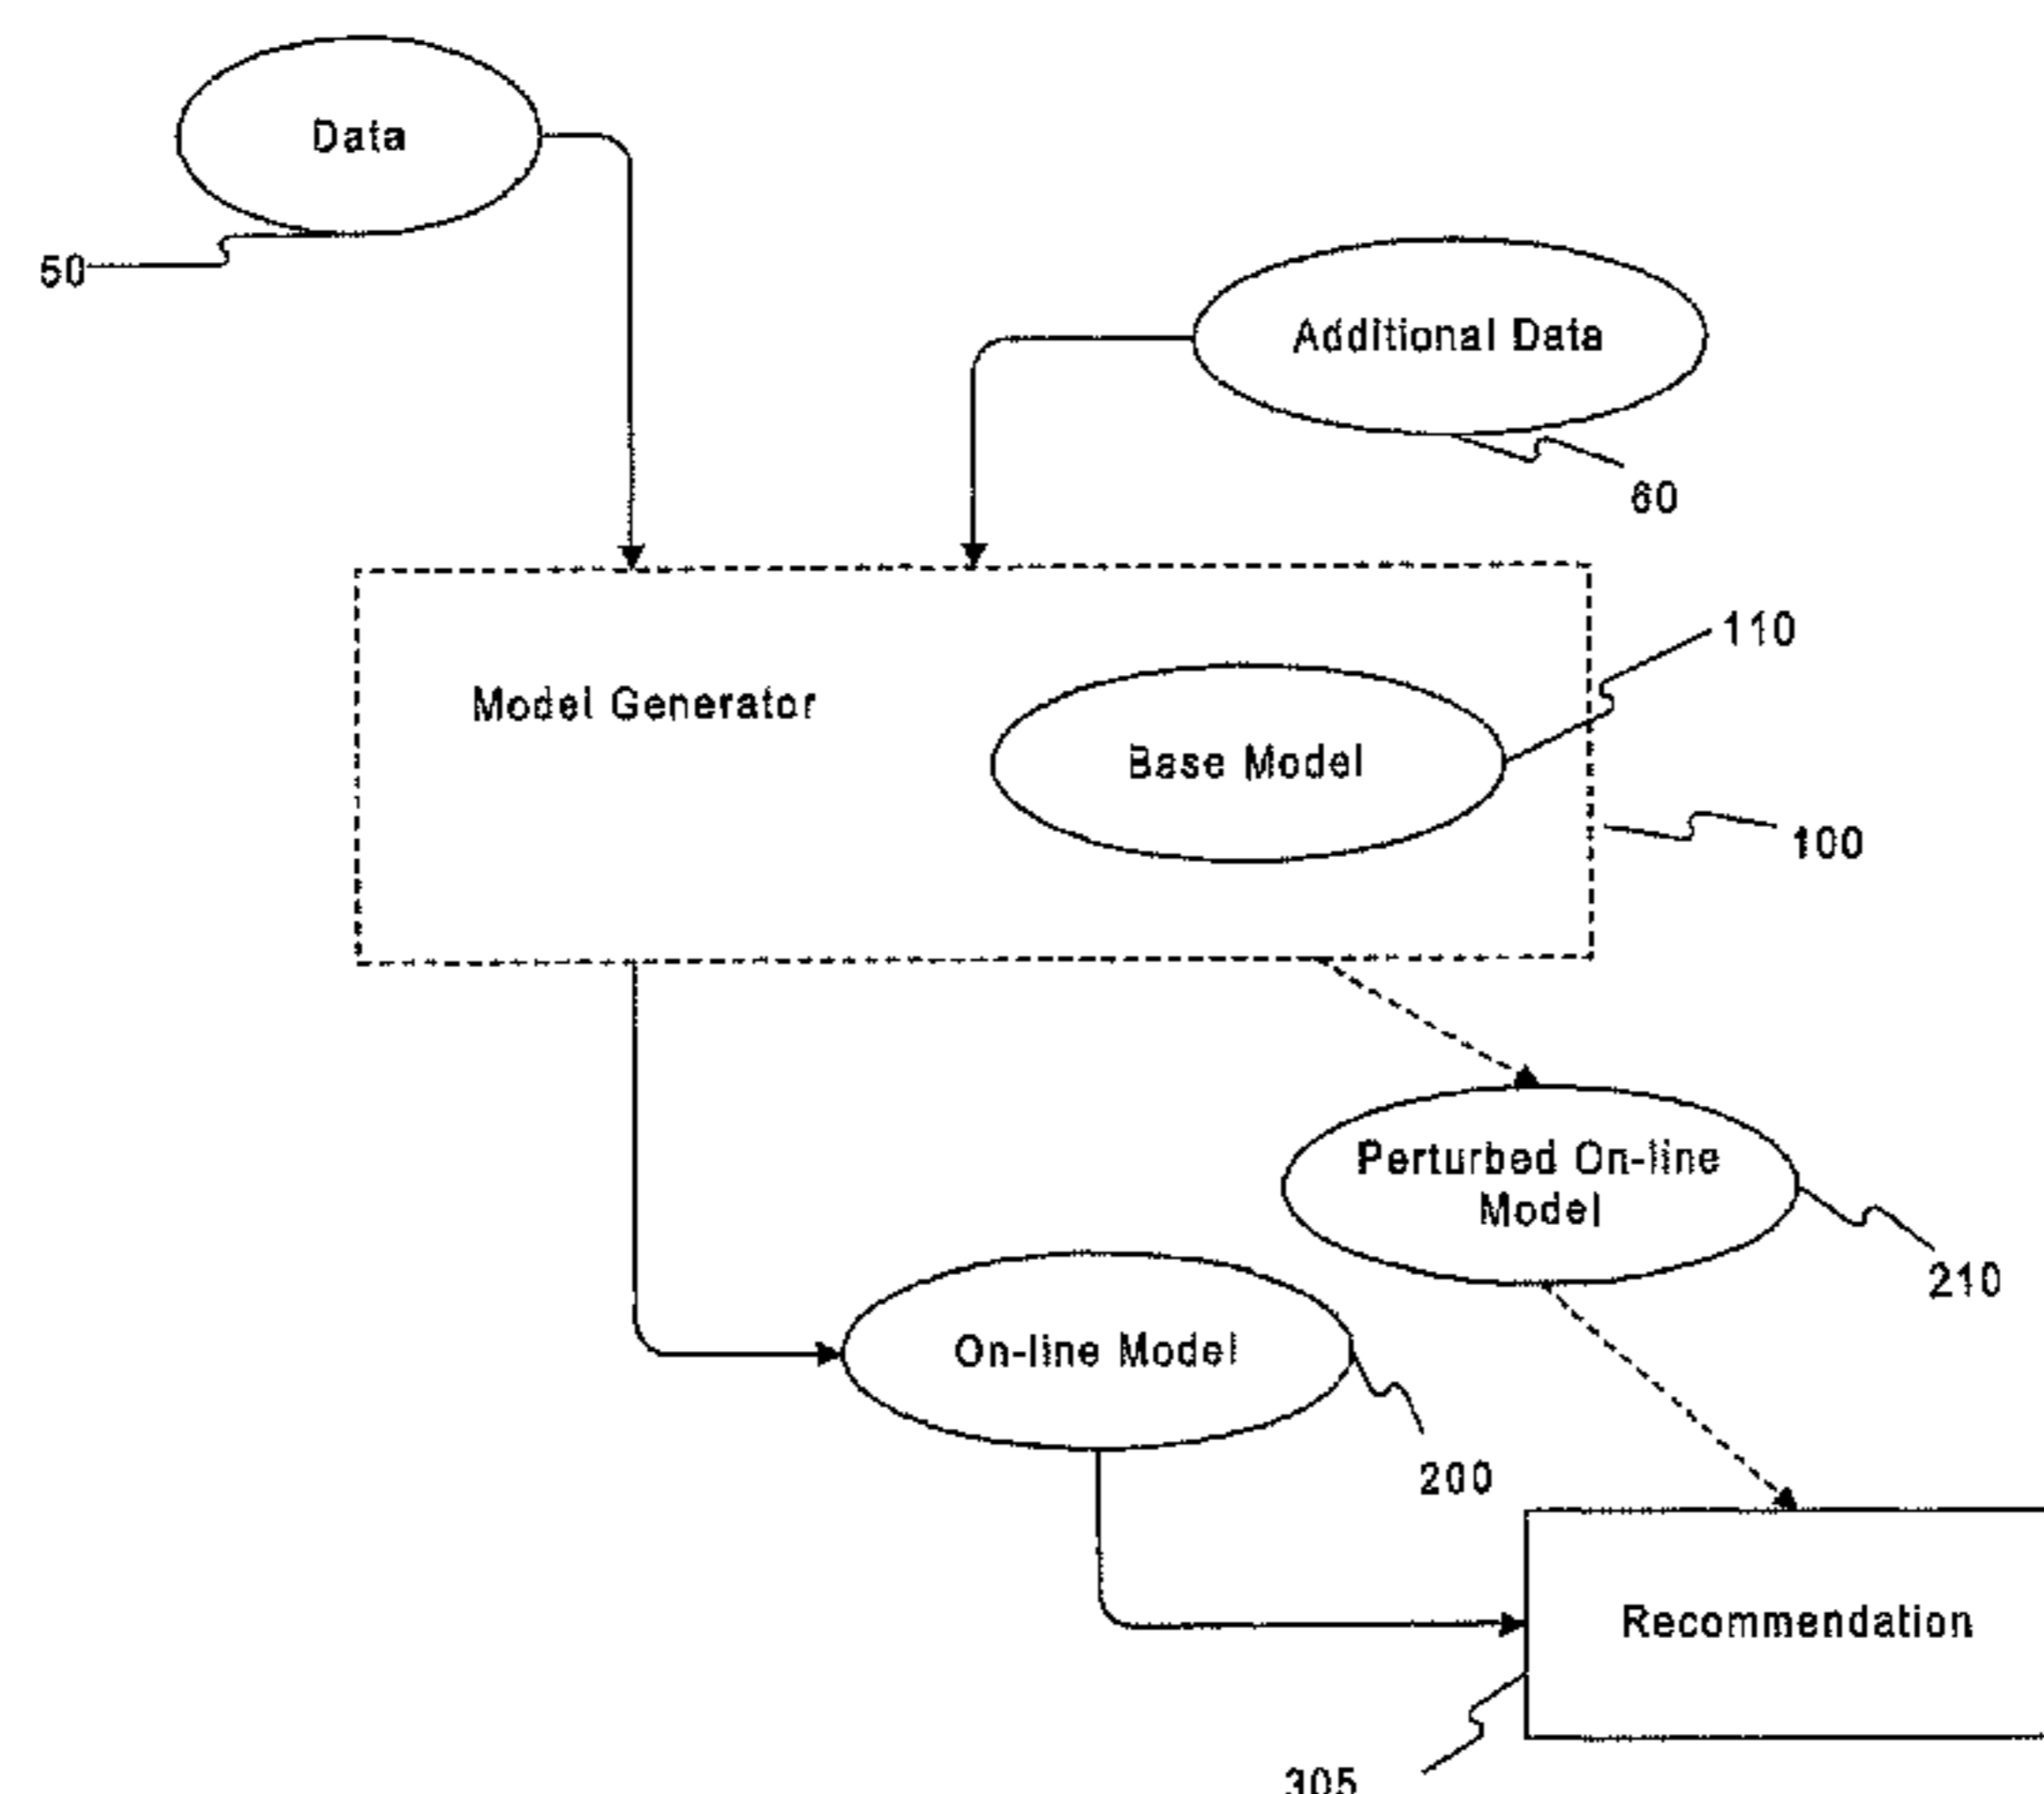 Data
50
Additional Data
60
110
Model Generator
Base Model
100
Perturbed On-line
Model
210
On-line Model
200
Recommendation
305